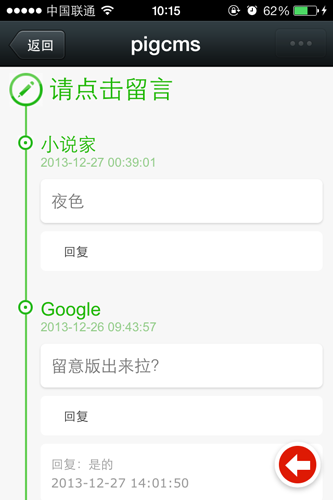 中国联通 10:15 62%
返回 pigcms
请点击留言
小说家
2013-12-27 00:39:01
夜色
回复
Google
2013-12-26 09:43:57
留意版出来拉?
回复
回复: 是的
2013-12-27 14:01:50